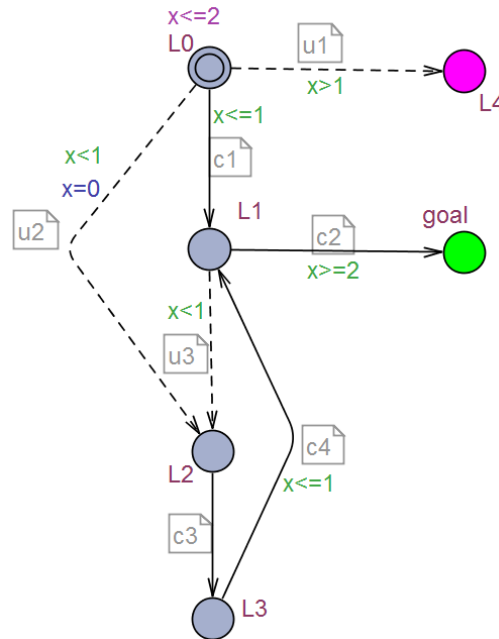 x<=2
L0
u1
x>1
L4
x<=1
x<1
c1
x=0
L1
goal
u2
c2
x>=2
x<1
u3
c4
L2
x<=1
c3
L3